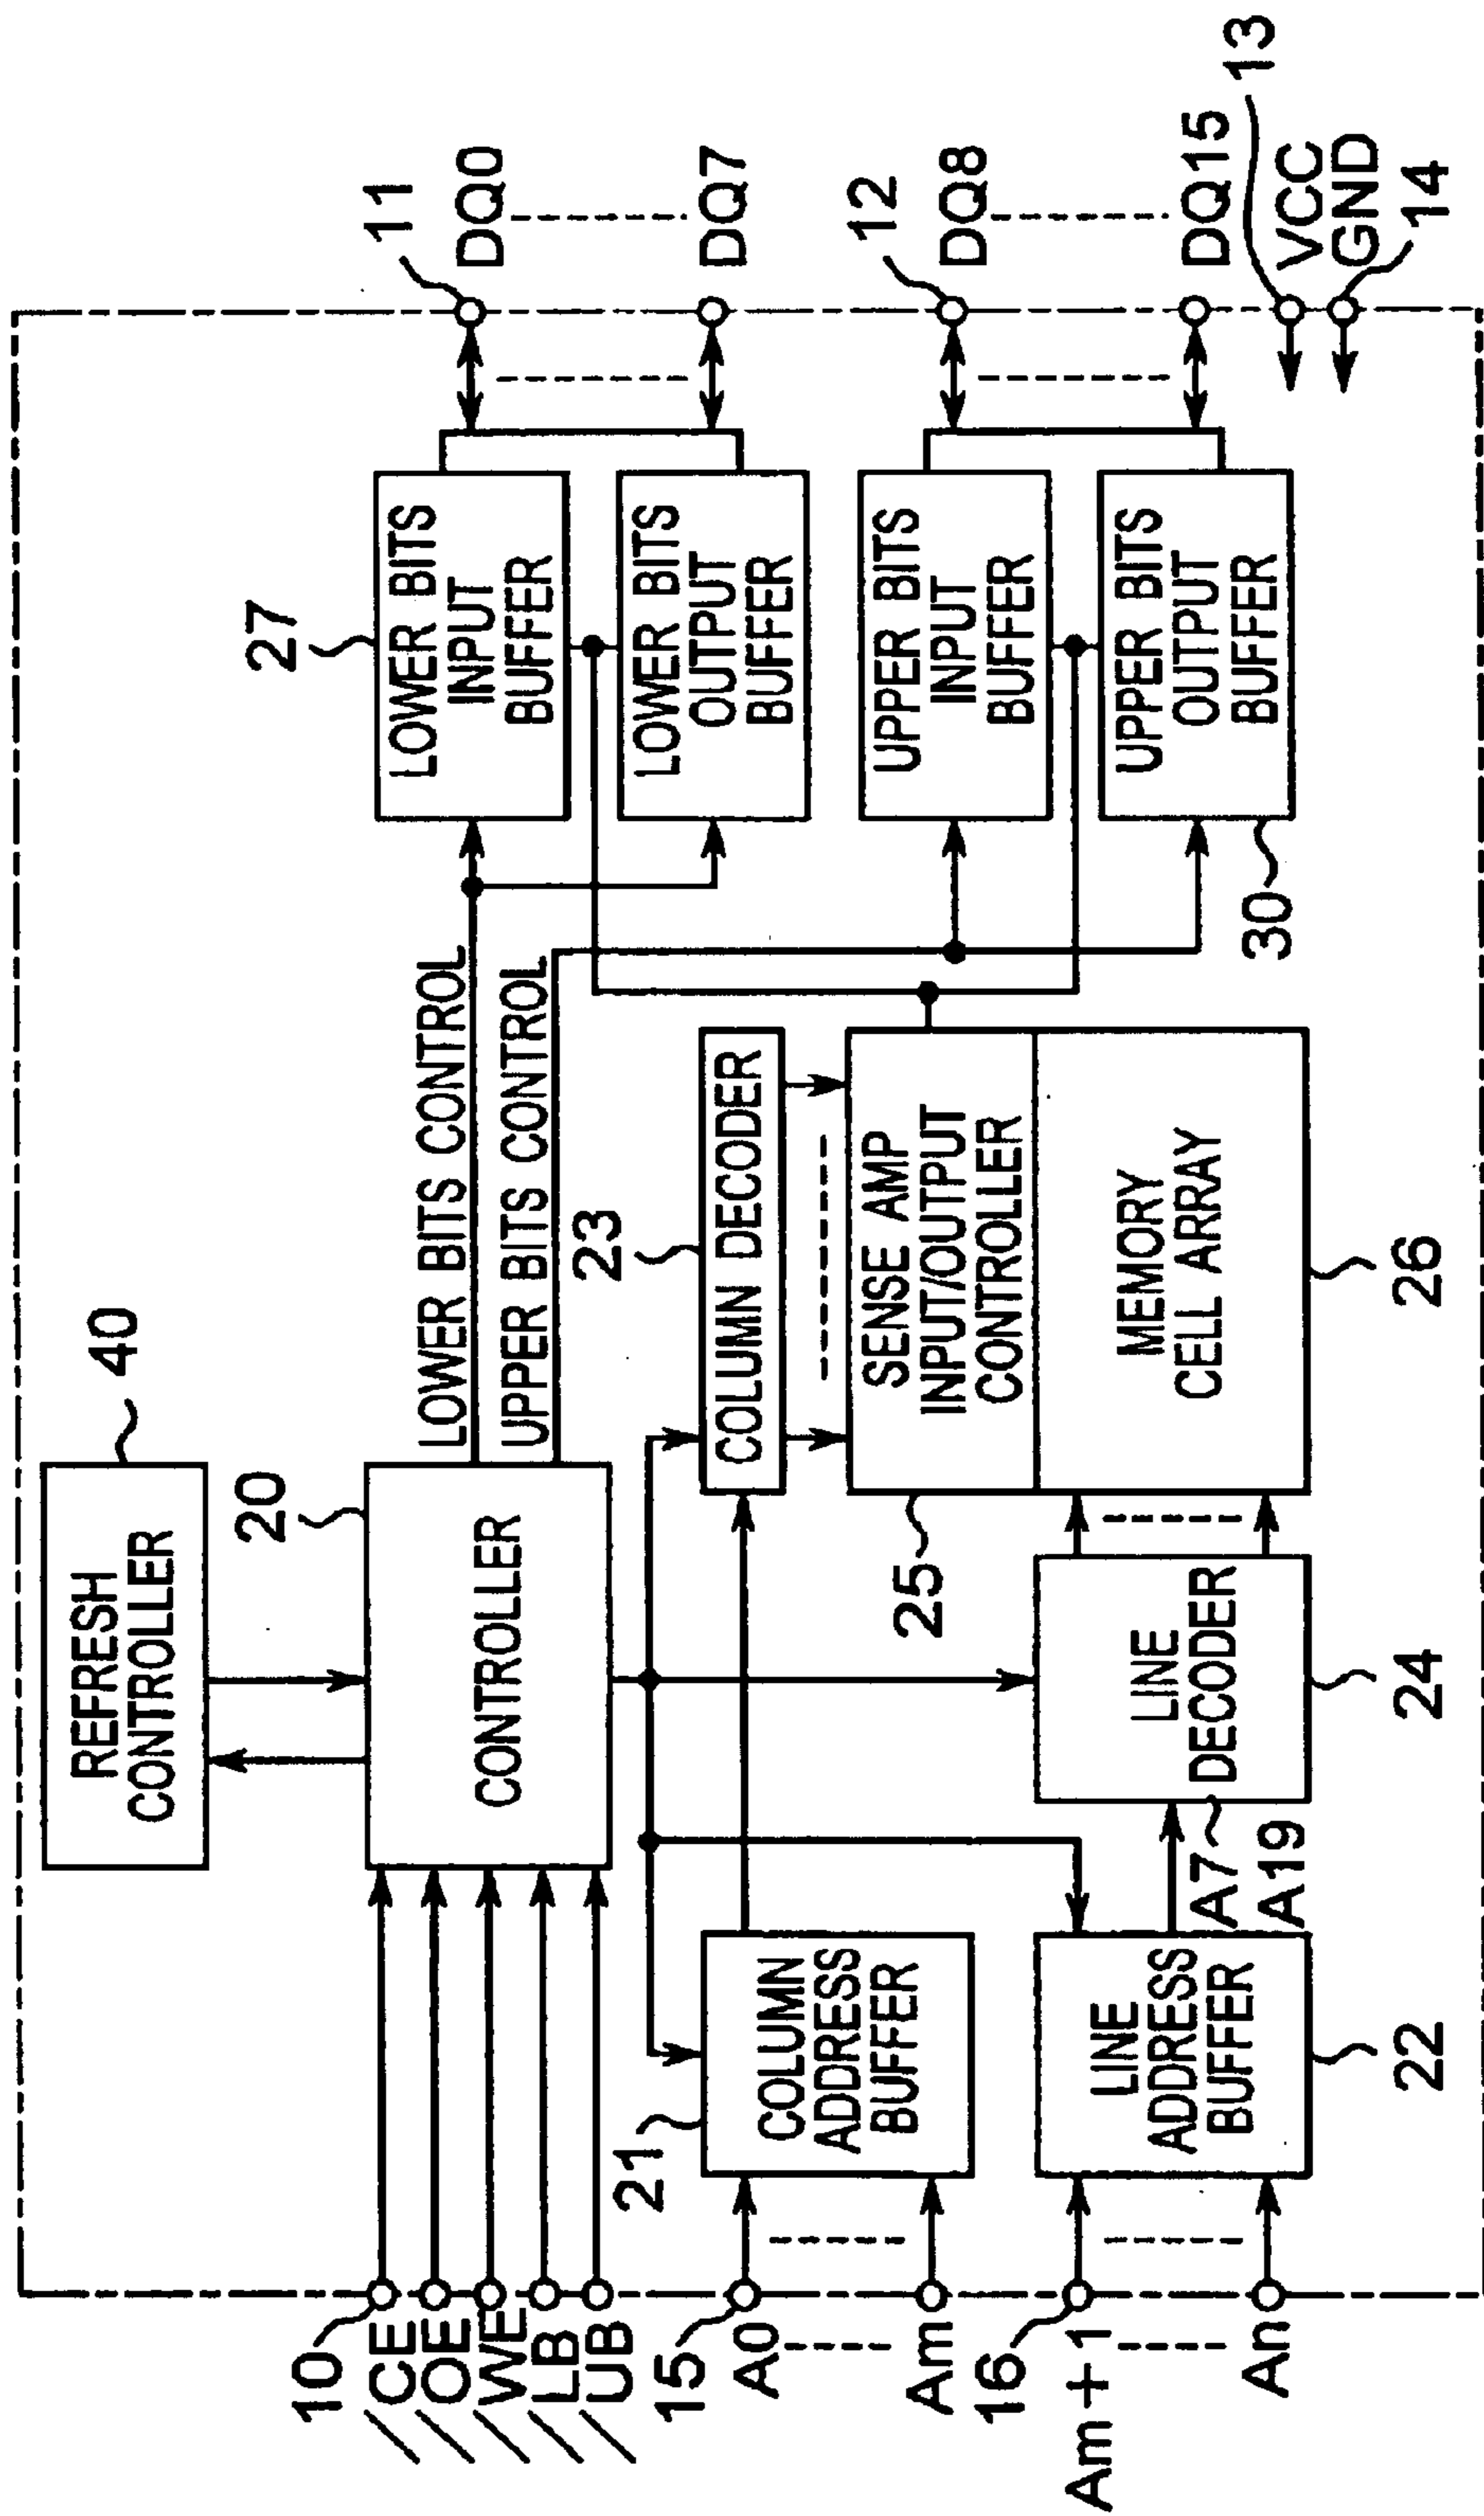 REFRESH
CONTROLLER
40
20
CONTROLLER
LOWER BITS CONTROL
UPPER BITS CONTROL
27
LOWER BITS
INPUT
BUFFER
LOWER BITS
OUTPUT
BUFFER
UPPER BITS
INPUT
BUFFER
UPPER BITS
OUTPUT
BUFFER
30
11
DQ0
DQ7
12
DQ8
DQ15
13
VCC
GND
14
10
/CE
/OE
/WE
/LB
/UB
15
A0
Am
16
Am + 1
An
21
COLUMN
ADDRESS
BUFFER
LINE
ADDRESS
BUFFER
22
A7
A19
LINE
DECODER
24
23
COLUMN DECODER
25
SENSE AMP
INPUT/OUTPUT
CONTROLLER
MEMORY
CELL ARRAY
26